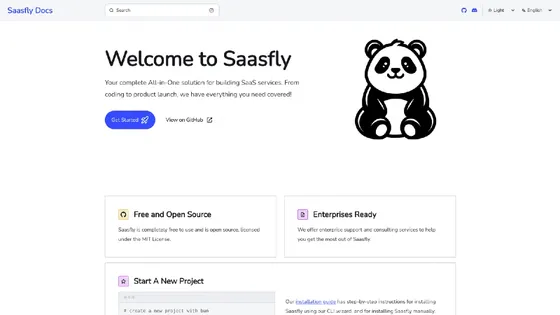 Saasfly Docs
Search
Light
English
Welcome to Saasfly
Your complete All-in-One solution for building SaaS services. From
coding to product launch, we have everything you need covered!
Get Started
View on GitHub
Free and Open Source
Saasfly is completely free to use and is open source, licensed
under the MIT License.
Enterprises Ready
We offer enterprise support and consulting services to help
you get the most out of Saasfly
Start A New Project
# create a new project with bun
Our installation guide has step-by-step instructions for installing
Saasfly using our CLI wizard and for installing Saasfly manually.